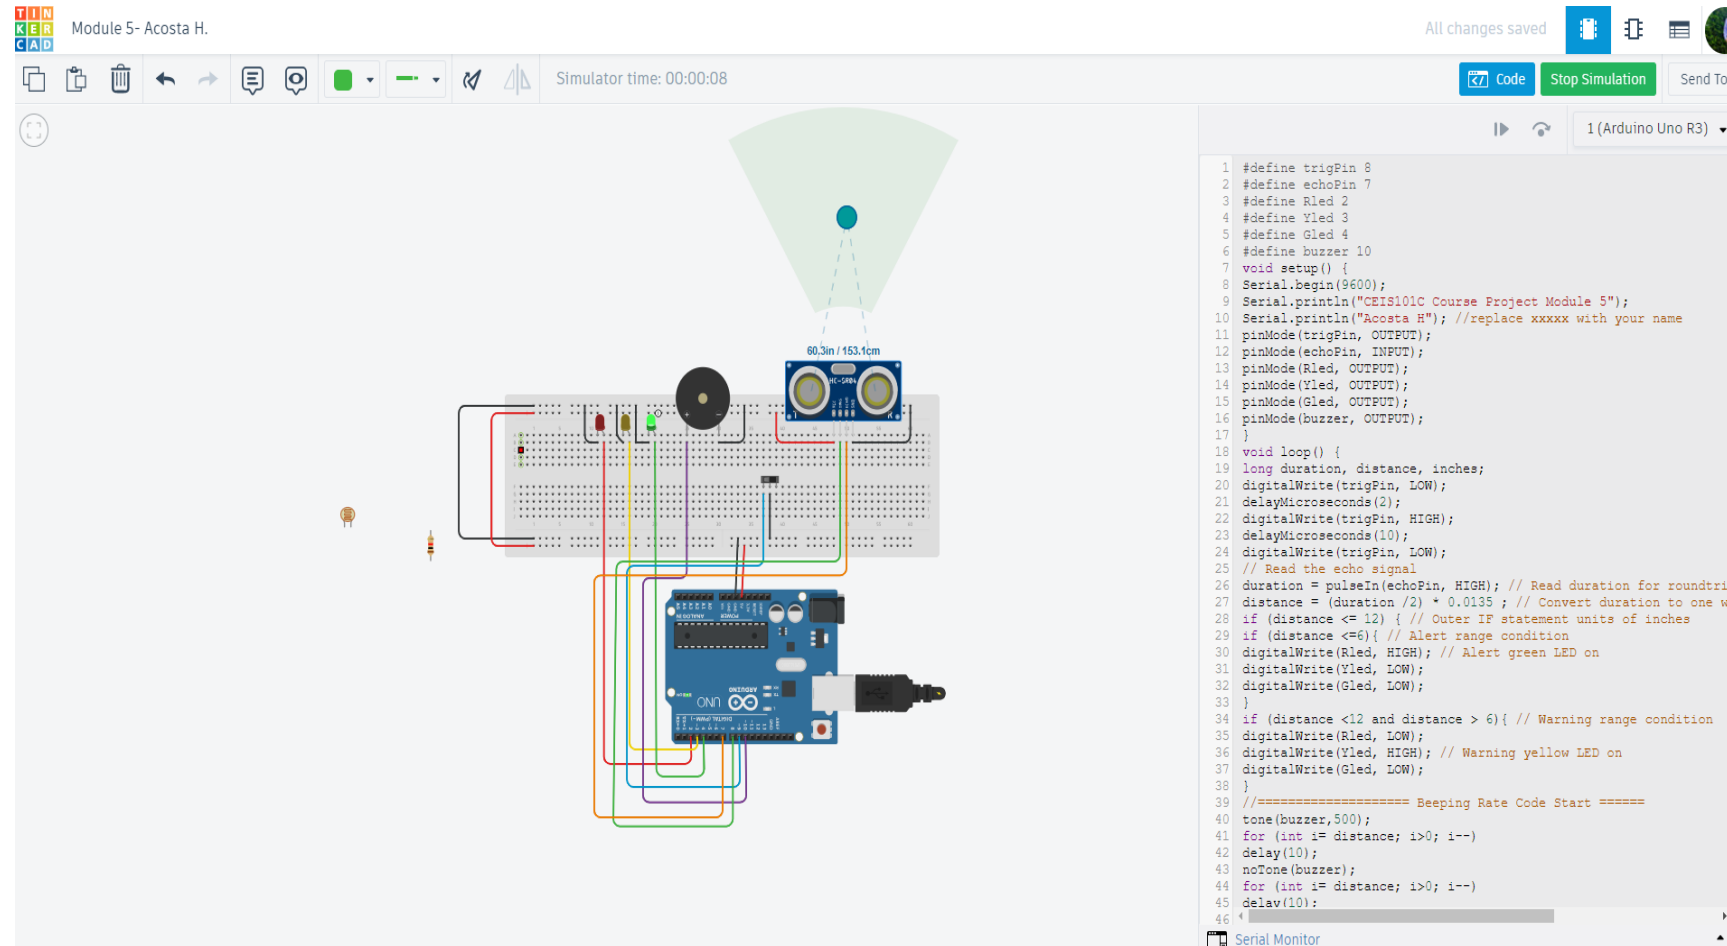 TIN
KER
CAD
Module 5- Acosta H.
All changes saved
Simulator time: 00:00:08
Code
Stop Simulation
Send To
1 (Arduino Uno R3)
60.3in / 153.1cm
HC-SR04
ARDUINO
UNO
POWER
ANALOG IN
DIGITAL (PWM~)
1 #define trigPin 8
2 #define echoPin 7
3 #define Rled 2
4 #define Yled 3
5 #define Gled 4
6 #define buzzer 10
7 void setup() {
8 Serial.begin(9600);
9 Serial.println("CEIS101C Course Project Module 5");
10 Serial.println("Acosta H"); //replace xxxxx with your name
11 pinMode(trigPin, OUTPUT);
12 pinMode(echoPin, INPUT);
13 pinMode(Rled, OUTPUT);
14 pinMode(Yled, OUTPUT);
15 pinMode(Gled, OUTPUT);
16 pinMode(buzzer, OUTPUT);
17 }
18 void loop() {
19 long duration, distance, inches;
20 digitalWrite(trigPin, LOW);
21 delayMicroseconds(2);
22 digitalWrite(trigPin, HIGH);
23 delayMicroseconds(10);
24 digitalWrite(trigPin, LOW);
25 // Read the echo signal
26 duration = pulseIn(echoPin, HIGH); // Read duration for roundtri
27 distance = (duration /2) * 0.0135 ; // Convert duration to one w
28 if (distance <= 12) { // Outer IF statement units of inches
29 if (distance <=6){ // Alert range condition
30 digitalWrite(Rled, HIGH); // Alert green LED on
31 digitalWrite(Yled, LOW);
32 digitalWrite(Gled, LOW);
33 }
34 if (distance <12 and distance > 6){ // Warning range condition
35 digitalWrite(Rled, LOW);
36 digitalWrite(Yled, HIGH); // Warning yellow LED on
37 digitalWrite(Gled, LOW);
38 }
39 //==================== Beeping Rate Code Start ======
40 tone(buzzer,500);
41 for (int i= distance; i>0; i--)
42 delay(10);
43 noTone(buzzer);
44 for (int i= distance; i>0; i--)
45 delay(10);
46
Serial Monitor